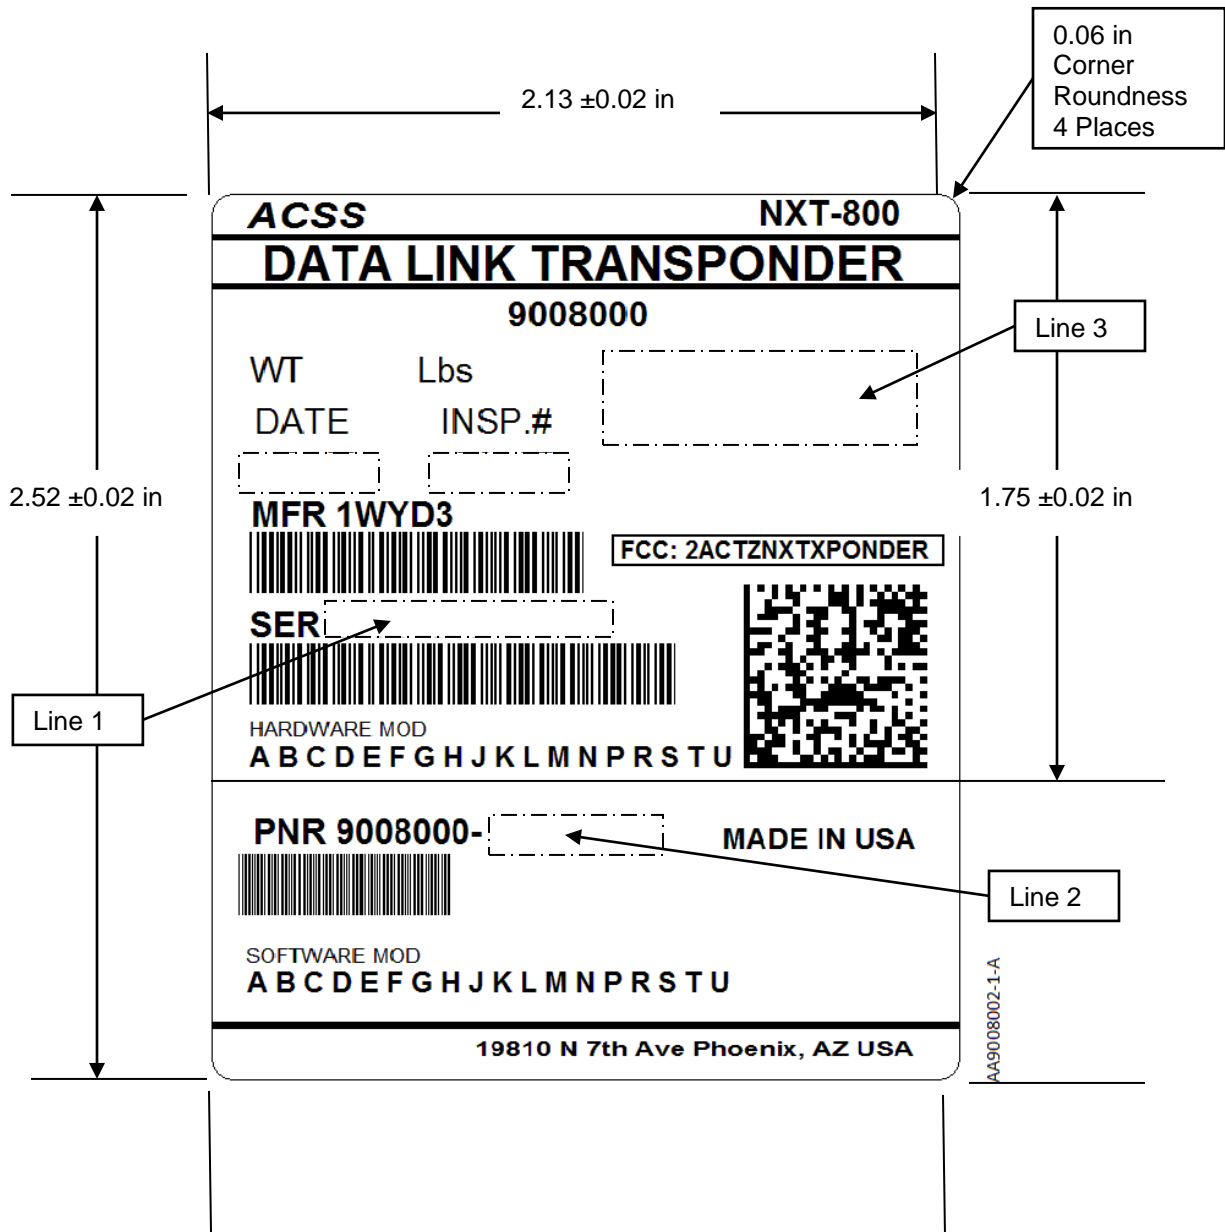 0.06 in
Corner
Roundness
4 Places
2.13 ±0.02 in
ACSS NXT-800
DATA LINK TRANSPONDER
9008000
Line 3
WT Lbs
DATE INSP.#
2.52 ±0.02 in
1.75 ±0.02 in
MFR 1WYD3
FCC: 2ACTZNXTXPONDER
SER
Line 1
HARDWARE MOD
A B C D E F G H J K L M N P R S T U
PNR 9008000-
MADE IN USA
Line 2
SOFTWARE MOD
A B C D E F G H J K L M N P R S T U
AA9008002-1-A
19810 N 7th Ave Phoenix, AZ USA